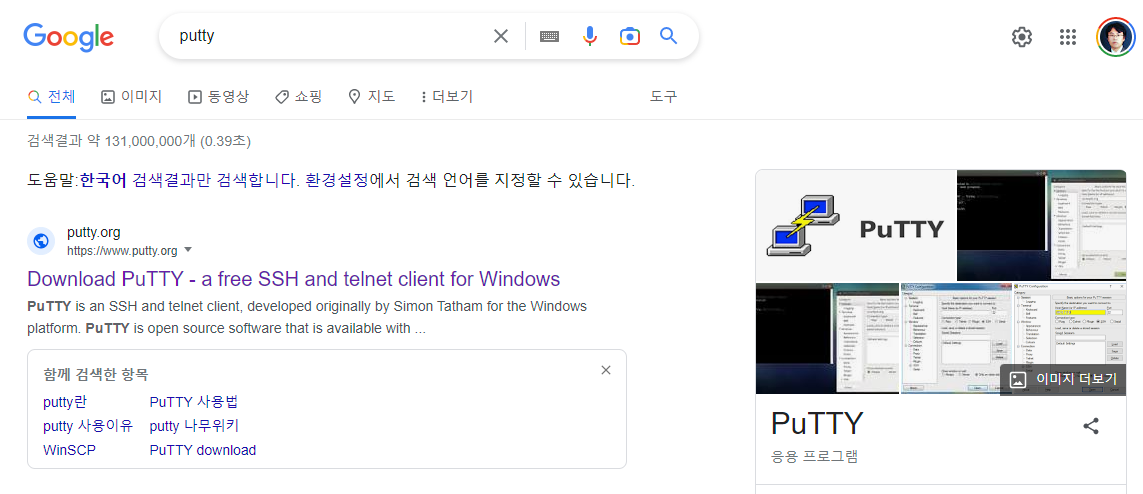 Google
putty
전체
이미지
동영상
쇼핑
지도
더보기
도구
검색결과 약 131,000,000개 (0.39초)
도움말:한국어 검색결과만 검색합니다. 환경설정에서 검색 언어를 지정할 수 있습니다.
putty.org
https://www.putty.org
Download PuTTY - a free SSH and telnet client for Windows
PuTTY is an SSH and telnet client, developed originally by Simon Tatham for the Windows
platform. PuTTY is open source software that is available with ...
함께 검색한 항목
putty란 PuTTY 사용법
putty 사용이유 putty 나무위키
WinSCP PuTTY download
PuTTY
이미지 더보기
PuTTY
응용 프로그램